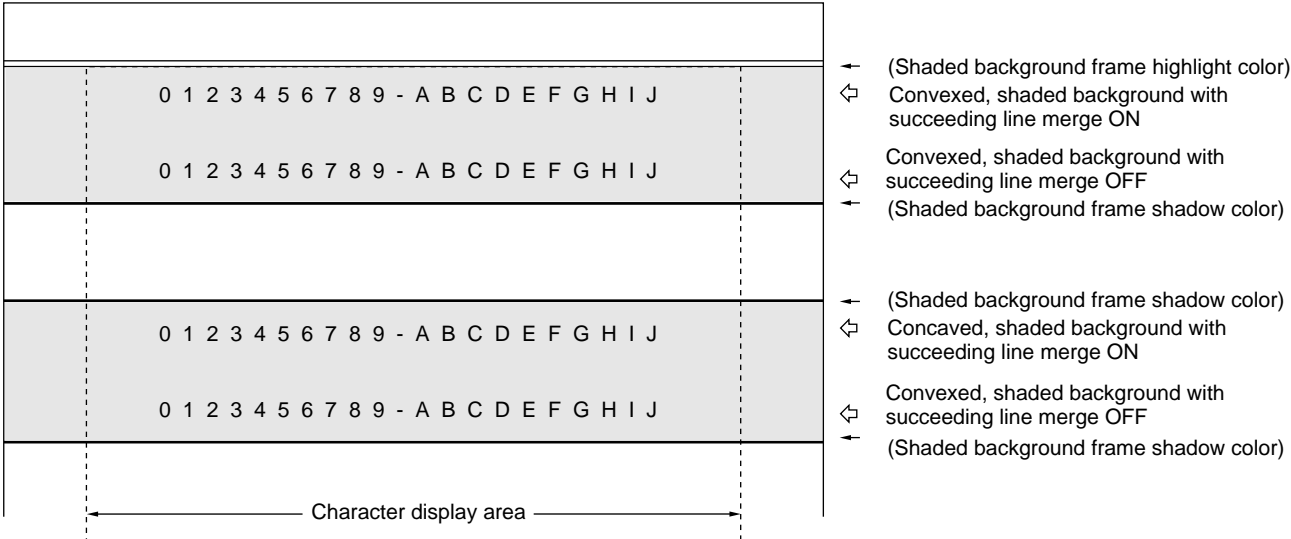 (Shaded background frame highlight color)
0 1 2 3 4 5 6 7 8 9 - A B C D E F G H I J
Convexed, shaded background with
succeeding line merge ON
Convexed, shaded background with
0 1 2 3 4 5 6 7 8 9 - A B C D E F G H I J
succeeding line merge OFF
(Shaded background frame shadow color)
(Shaded background frame shadow color)
0 1 2 3 4 5 6 7 8 9 - A B C D E F G H I J
Concaved, shaded background with
succeeding line merge ON
Convexed, shaded background with
0 1 2 3 4 5 6 7 8 9 - A B C D E F G H I J
succeeding line merge OFF
(Shaded background frame shadow color)
Character display area